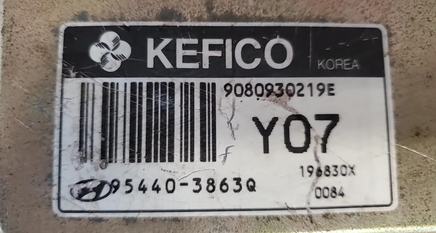 KEFICO KOREA
9080930219E
Y07
196830X
95440-3863Q 0084